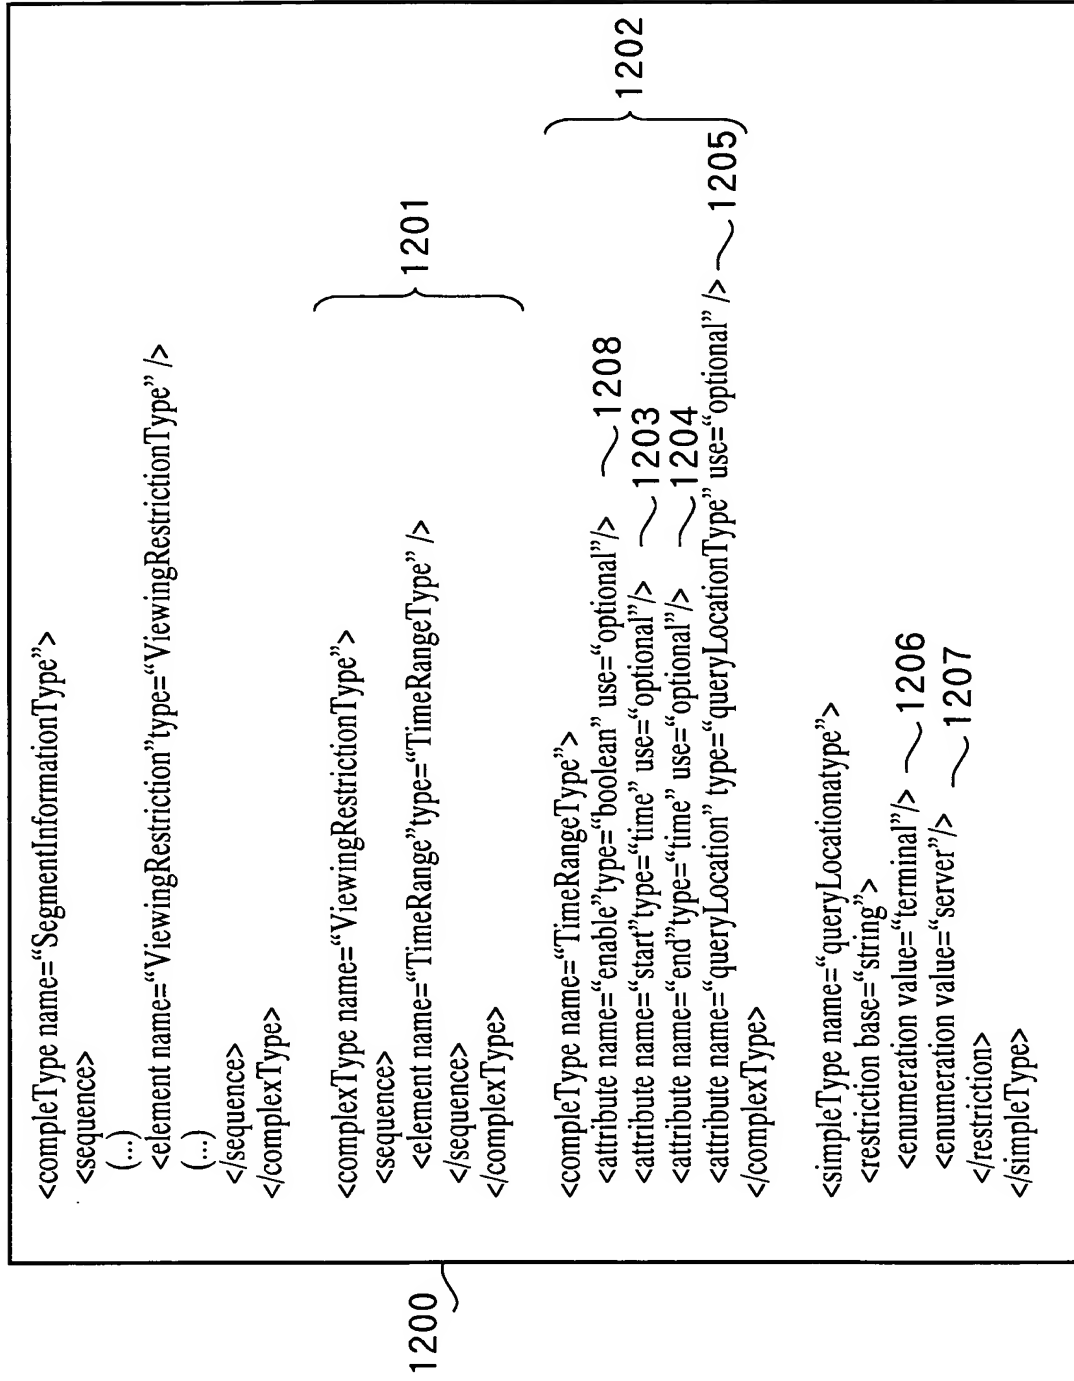 <compleType name=“SegmentInformationType”>
<sequence>
(...)
<element name=“ViewingRestriction”type=“ViewingRestrictionType” />
(...)
</sequence>
</complexType>
<complexType name=“ViewingRestrictionType”>
<sequence>
<element name=“TimeRange”type=“TimeRangeType” />
</sequence>
</complexType>
1201
<compleType name=“TimeRangeType”>
<attribute name=“enable”type=“boolean” use=“optional”/> 1208
<attribute name=“start”type=“time” use=“optional”/> 1203
<attribute name=“end”type=“time” use=“optional”/> 1204
<attribute name=“queryLocation” type=“queryLocationType” use=“optional” /> 1205
</complexType>
1202
<simpleType name=“queryLocationatype”>
<restriction base=“string”>
<enumeration value=“terminal”/> 1206
<enumeration value=“server”/> 1207
</restriction>
</simpleType>
1200